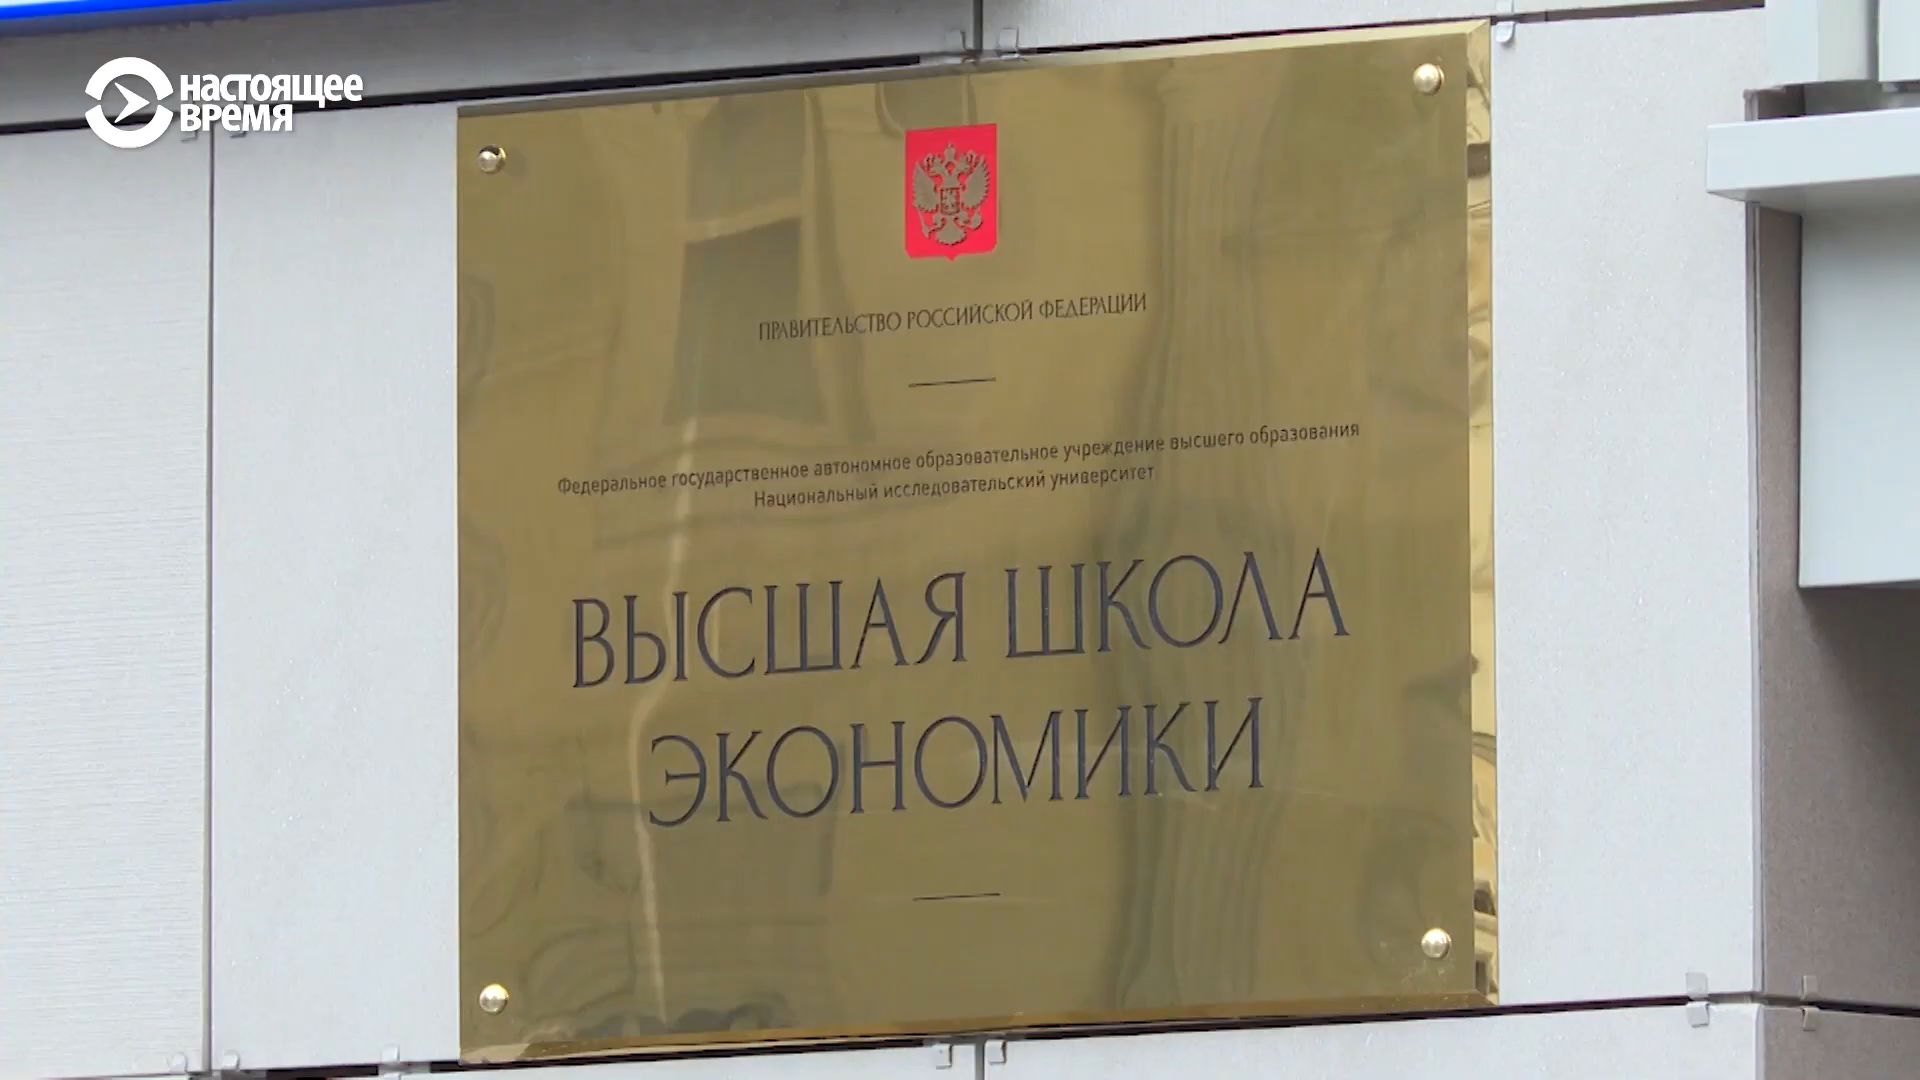 НАСТОЯЩЕЕ
ВРЕМЯ
ПРАВИТЕЛЬСТВО РОССИЙСКОЙ ФЕДЕРАЦИИ
Федеральное государственное автономное образовательное учреждение высшего образования
Национальный исследовательский университет
ВЫСШАЯ ШКОЛА
ЭКОНОМИКИ